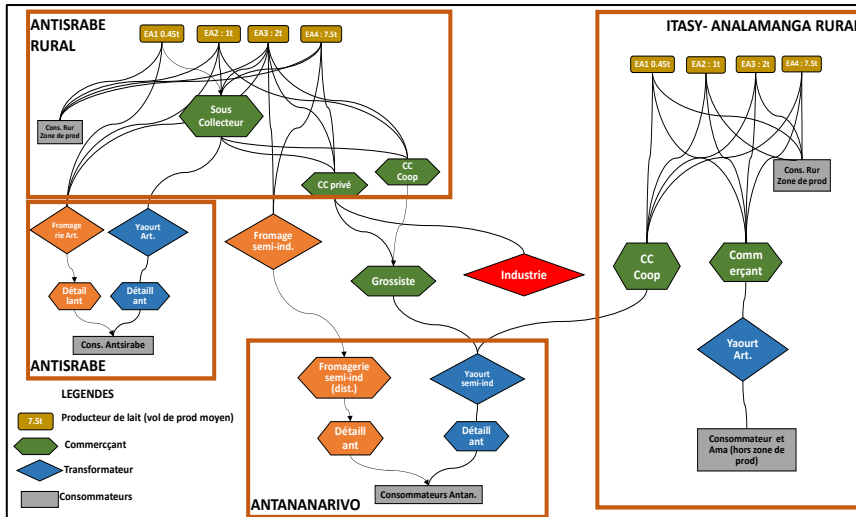 ANTISRABE
RURAL
EA1 0.45t
EA2 : 1t
EA3 : 2t
EA4 : 7.5t
Sous
Collecteur
Cons. Rur
Zone de prod
CC
Coop
CC privé
ITASY- ANALAMANGA RURAL
EA1 0.45t
EA2 : 1t
EA3 : 2t
EA4 : 7.5t
Cons. Rur
Zone de prod
CC
Coop
Comm
erçant
Yaourt
Art.
Consommateur et
Ama (hors zone de
prod)
Fromage
rie Art.
Yaourt
Art.
Détail
lant
Détaill
ant
Cons. Antsirabe
ANTISRABE
Fromage
semi-ind.
Grossiste
Industrie
Fromagerie
semi-ind
(dist.)
Yaourt
semi-ind
Détaill
ant
Détaill
ant
Consommateurs Antan.
ANTANANARIVO
LEGENDES
7.5t
Producteur de lait (vol de prod moyen)
Commercçant
Transformateur
Consommateurs